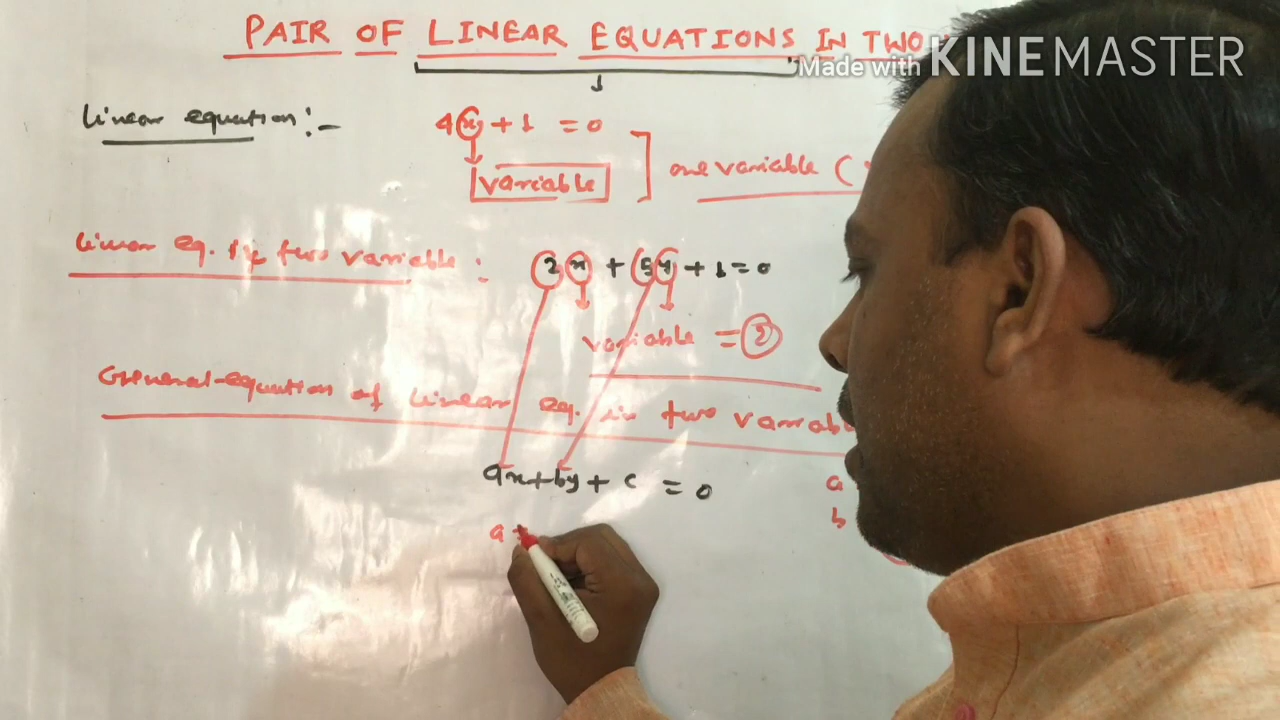 PAIR OF LINEAR EQUATIONS IN TWO
Made with KINEMASTER
linear equation:-
4x + 1 = 0
variable
one variable (
linear eq. in two variable :
2x + 5y + 1 = 0
variable = 2
General-equation of linear eq. in two variable
ax + by + c = 0
a
b
a